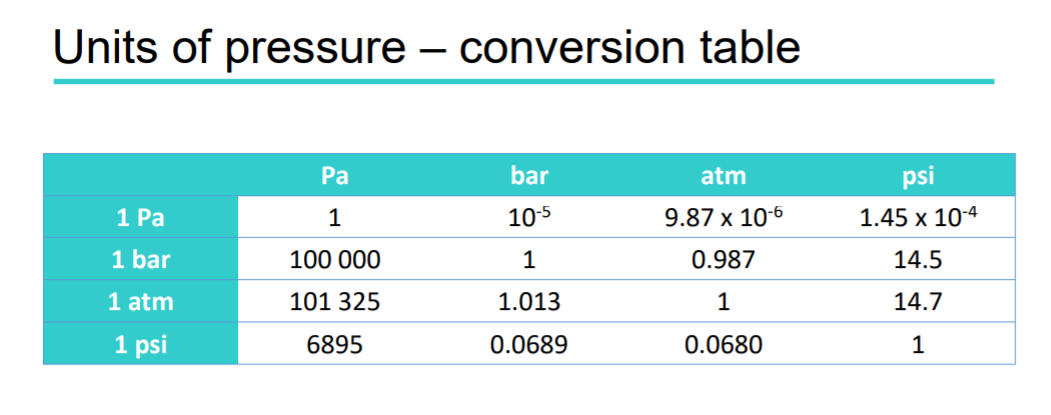 Units of pressure – conversion table
Pa bar atm psi
1 Pa 1 10⁻⁵ 9.87 x 10⁻⁶ 1.45 x 10⁻⁴
1 bar 100 000 1 0.987 14.5
1 atm 101 325 1.013 1 14.7
1 psi 6895 0.0689 0.0680 1